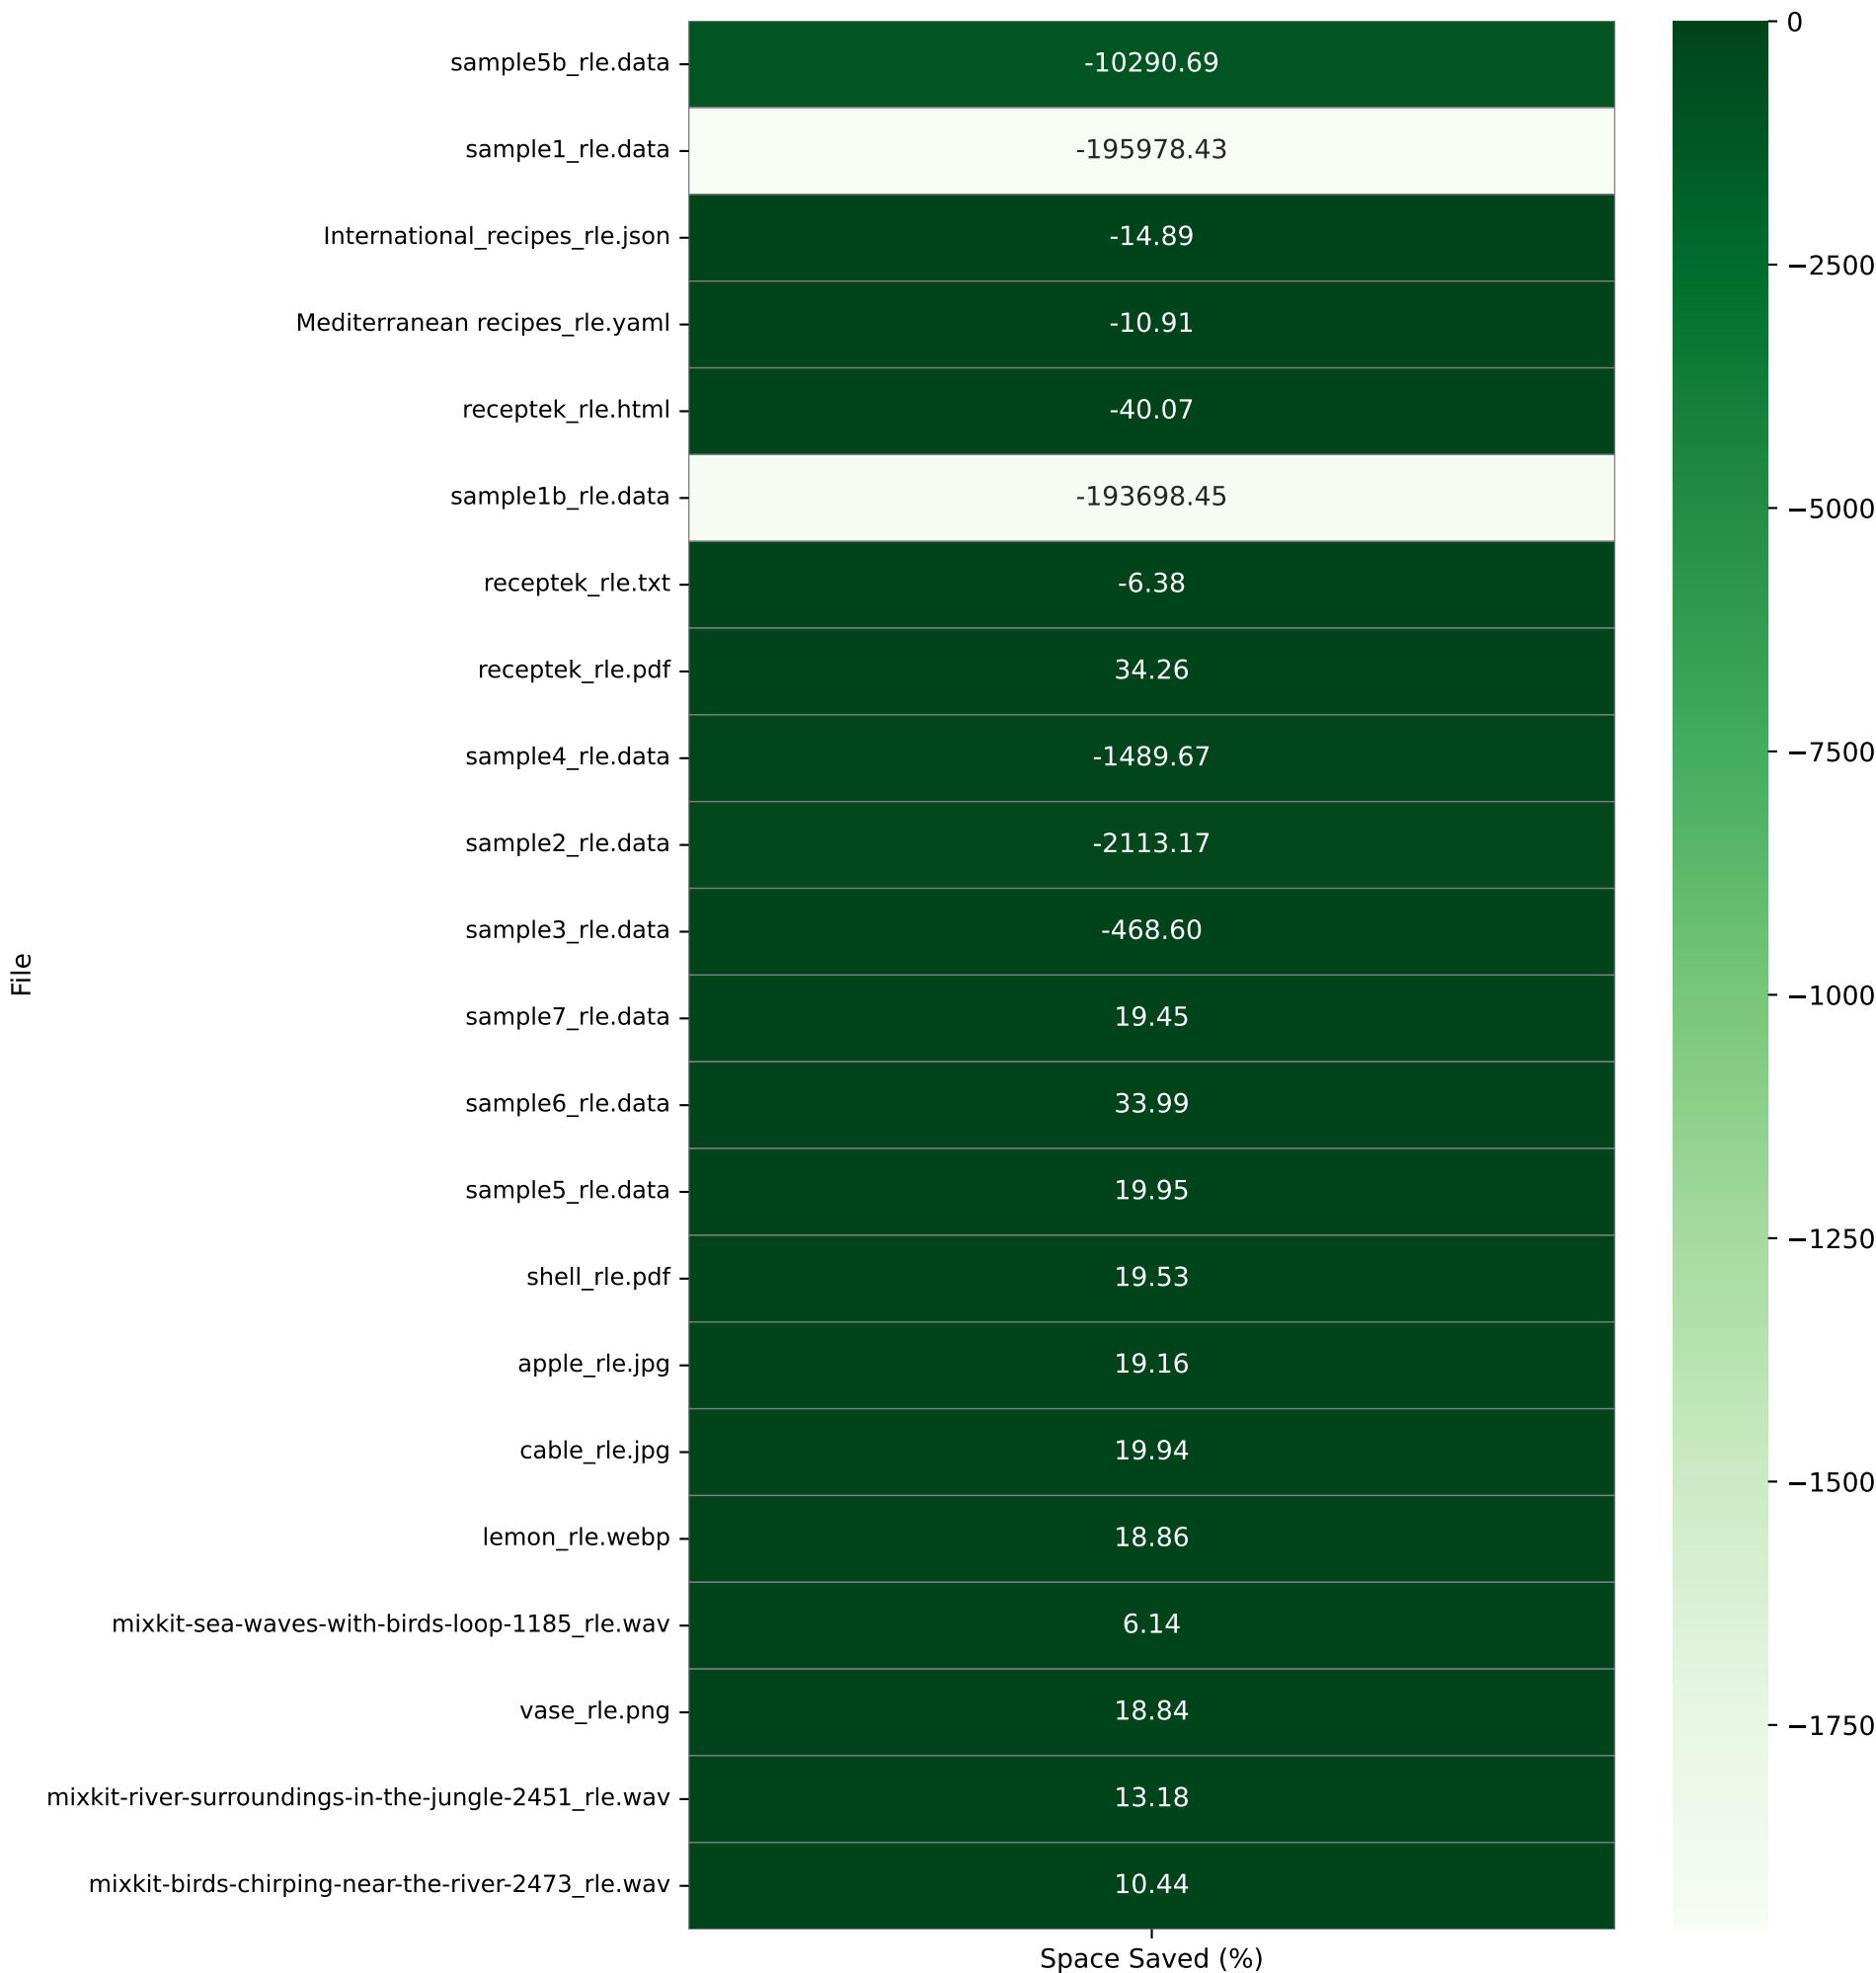 sample5b_rle.data -10290.69
sample1_rle.data -195978.43
International_recipes_rle.json -14.89
Mediterranean recipes_rle.yaml -10.91
receptek_rle.html -40.07
sample1b_rle.data -193698.45
receptek_rle.txt -6.38
receptek_rle.pdf 34.26
sample4_rle.data -1489.67
sample2_rle.data -2113.17
sample3_rle.data -468.60
sample7_rle.data 19.45
sample6_rle.data 33.99
sample5_rle.data 19.95
shell_rle.pdf 19.53
apple_rle.jpg 19.16
cable_rle.jpg 19.94
lemon_rle.webp 18.86
mixkit-sea-waves-with-birds-loop-1185_rle.wav 6.14
vase_rle.png 18.84
mixkit-river-surroundings-in-the-jungle-2451_rle.wav 13.18
mixkit-birds-chirping-near-the-river-2473_rle.wav 10.44
File
Space Saved (%)
0
−2500
−5000
−7500
−1000
−1250
−1500
−1750